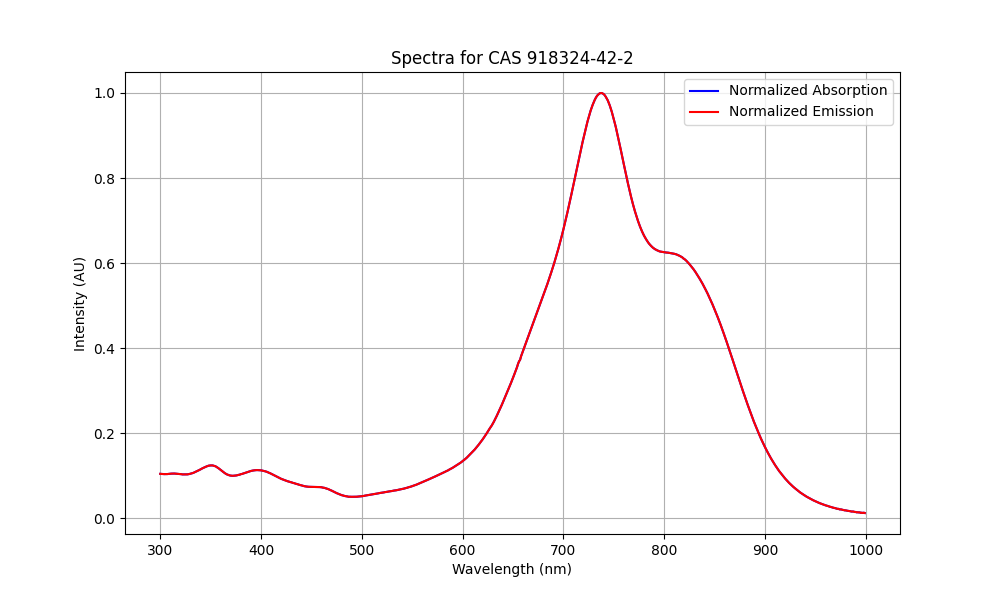 Spectra for CAS 918324-42-2
Normalized Absorption
Normalized Emission
Intensity (AU)
1.0
0.8
0.6
0.4
0.2
0.0
300 400 500 600 700 800 900 1000
Wavelength (nm)